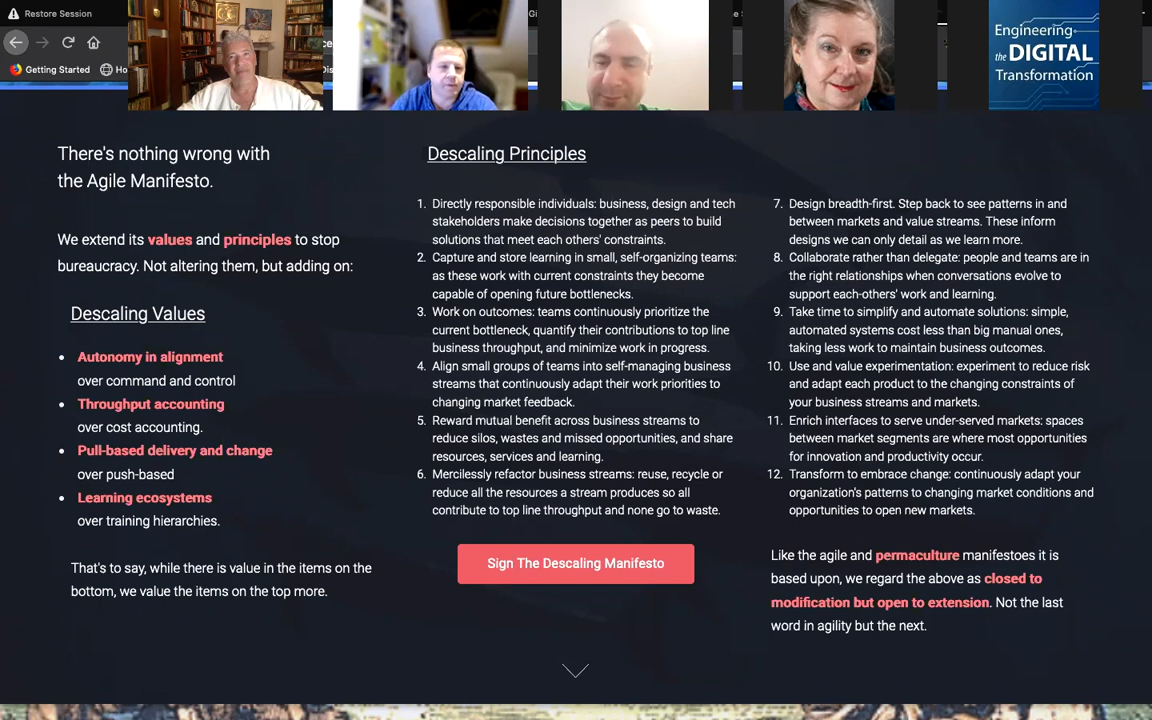 Restore Session
Getting Started
Ho
Engineering
the DIGITAL
Transformation
There's nothing wrong with
the Agile Manifesto.
We extend its values and principles to stop
bureaucracy. Not altering them, but adding on:
Descaling Values
• Autonomy in alignment
over command and control
• Throughput accounting
over cost accounting.
• Pull-based delivery and change
over push-based
• Learning ecosystems
over training hierarchies.
That's to say, while there is value in the items on the
bottom, we value the items on the top more.
Descaling Principles
1. Directly responsible individuals: business, design and tech
stakeholders make decisions together as peers to build
solutions that meet each others' constraints.
2. Capture and store learning in small, self-organizing teams:
as these work with current constraints they become
capable of opening future bottlenecks.
3. Work on outcomes: teams continuously prioritize the
current bottleneck, quantify their contributions to top line
business throughput, and minimize work in progress.
4. Align small groups of teams into self-managing business
streams that continuously adapt their work priorities to
changing market feedback.
5. Reward mutual benefit across business streams to
reduce silos, wastes and missed opportunities, and share
resources, services and learning.
6. Mercilessly refactor business streams: reuse, recycle or
reduce all the resources a stream produces so all
contribute to top line throughput and none go to waste.
Sign The Descaling Manifesto
7. Design breadth-first. Step back to see patterns in and
between markets and value streams. These inform
designs we can only detail as we learn more.
8. Collaborate rather than delegate: people and teams are in
the right relationships when conversations evolve to
support each-others' work and learning.
9. Take time to simplify and automate solutions: simple,
automated systems cost less than big manual ones,
taking less work to maintain business outcomes.
10. Use and value experimentation: experiment to reduce risk
and adapt each product to the changing constraints of
your business streams and markets.
11. Enrich interfaces to serve under-served markets: spaces
between market segments are where most opportunities
for innovation and productivity occur.
12. Transform to embrace change: continuously adapt your
organization's patterns to changing market conditions and
opportunities to open new markets.
Like the agile and permaculture manifestoes it is
based upon, we regard the above as closed to
modification but open to extension. Not the last
word in agility but the next.